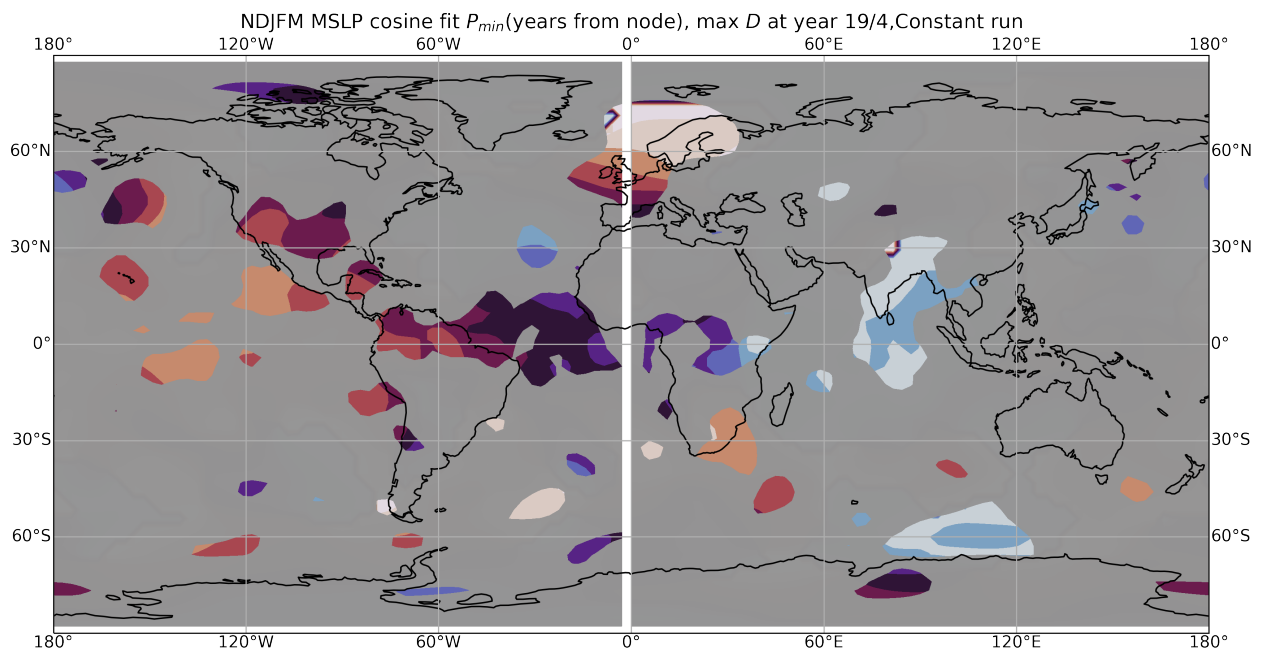 NDJFM MSLP cosine fit P_min(years from node), max D at year 19/4,Constant run
180° 120°W 60°W 0° 60°E 120°E 180°
60°N 60°N
30°N 30°N
0° 0°
30°S 30°S
60°S 60°S
180° 120°W 60°W 0° 60°E 120°E 180°